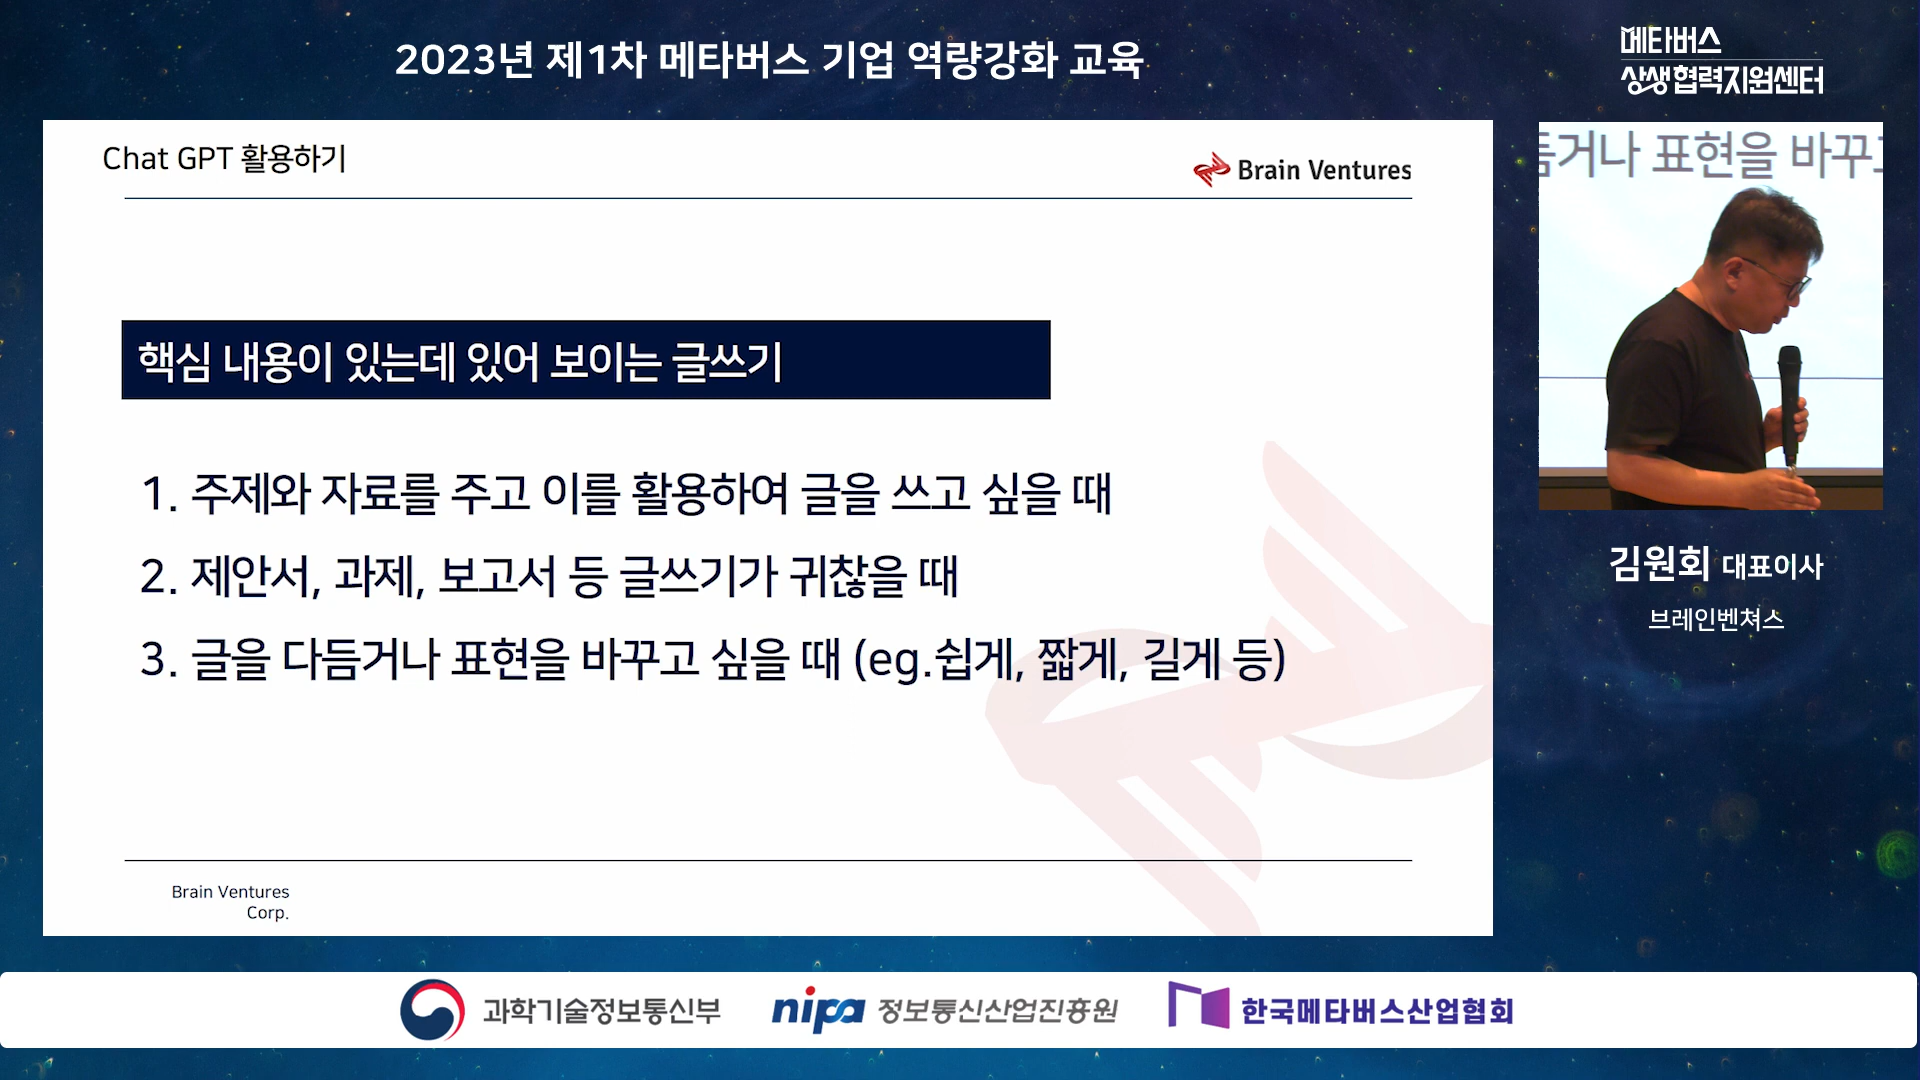 2023년 제1차 메타버스 기업 역량강화 교육
메타버스
상생협력지원센터
Chat GPT 활용하기
Brain Ventures
핵심 내용이 있는데 있어 보이는 글쓰기
1. 주제와 자료를 주고 이를 활용하여 글을 쓰고 싶을 때
2. 제안서, 과제, 보고서 등 글쓰기가 귀찮을 때
3. 글을 다듬거나 표현을 바꾸고 싶을 때 (eg.쉽게, 짧게, 길게 등)
Brain Ventures
Corp.
듬거나 표현을 바꾸고
김원회 대표이사
브레인벤쳐스
과학기술정보통신부
nipa 정보통신산업진흥원
한국메타버스산업협회